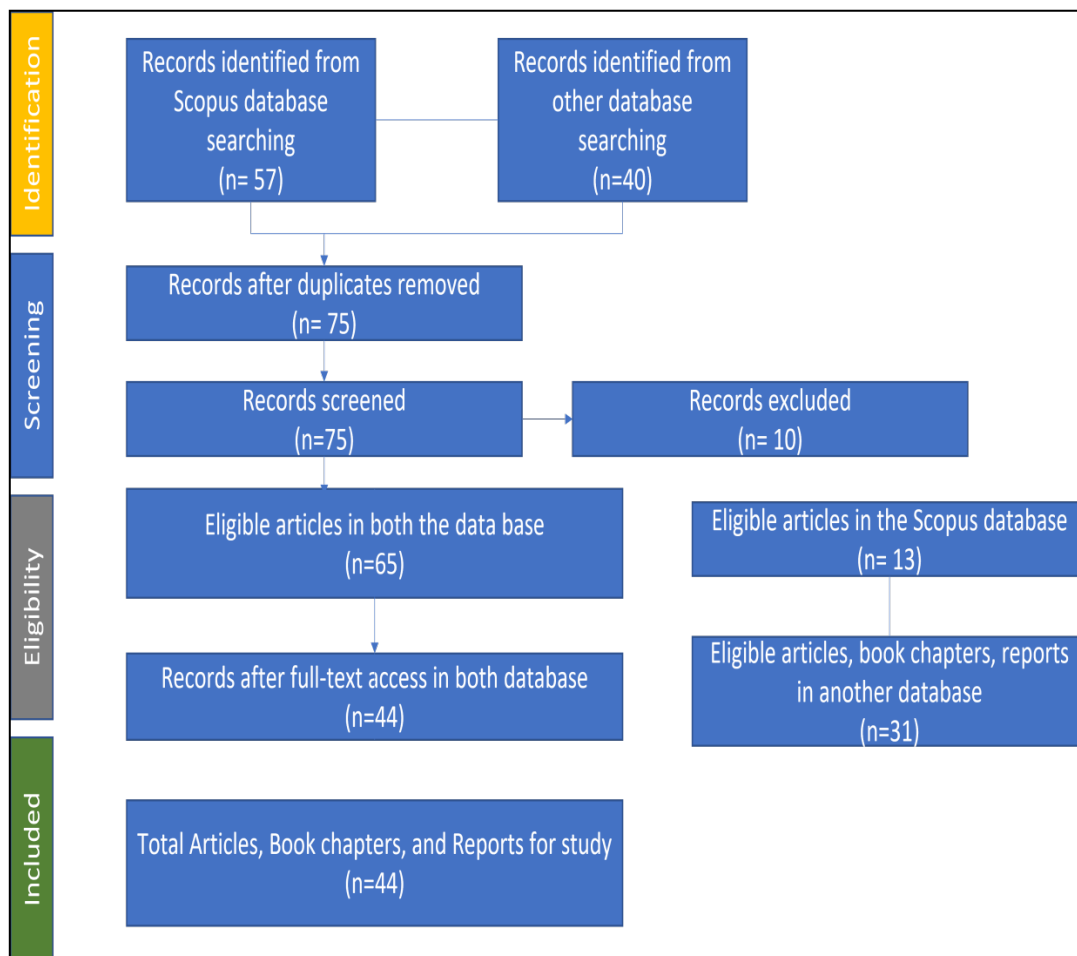 Identification
Records identified from
Scopus database
searching
(n= 57)
Records identified from
other database
searching
(n=40)
Screening
Records after duplicates removed
(n= 75)
Records screened
(n=75)
Records excluded
(n= 10)
Eligibility
Eligible articles in both the data base
(n=65)
Eligible articles in the Scopus database
(n= 13)
Records after full-text access in both database
(n=44)
Eligible articles, book chapters, reports
in another database
(n=31)
Included
Total Articles, Book chapters, and Reports for study
(n=44)